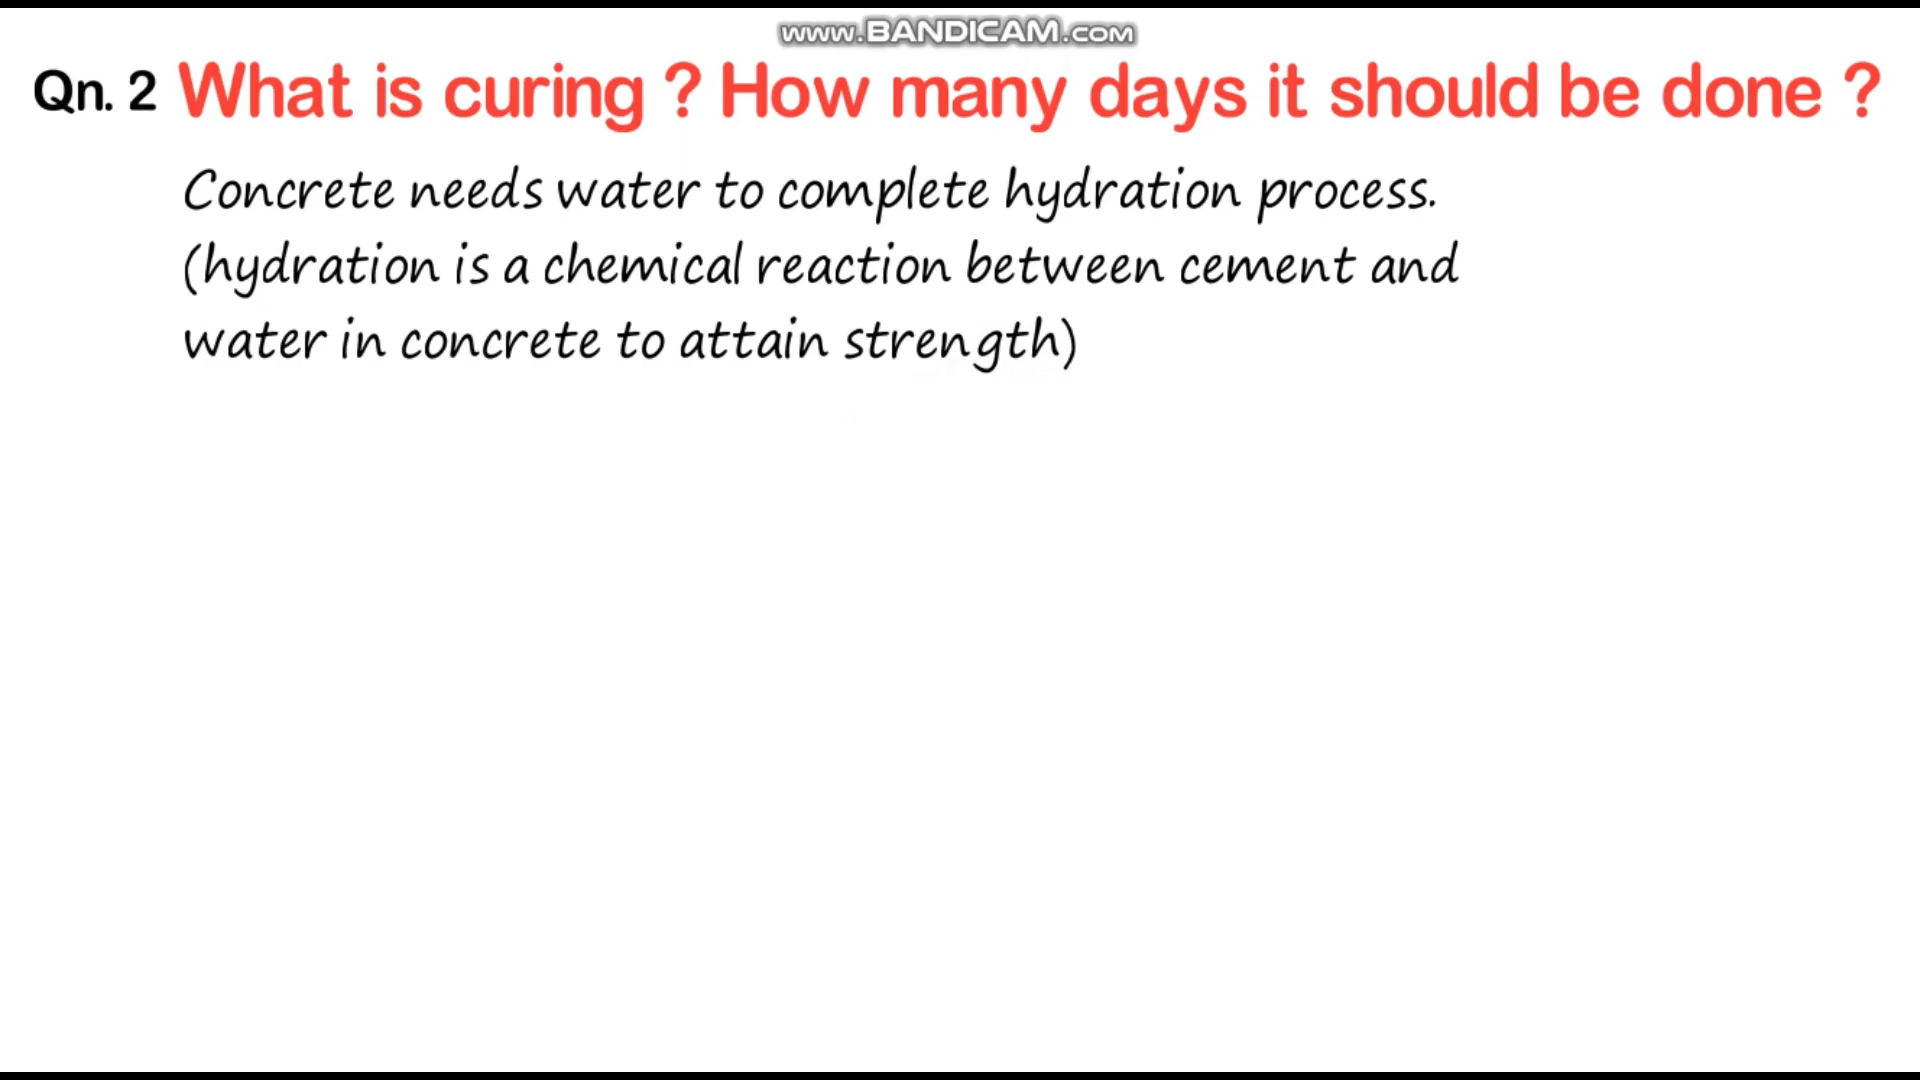 www.BANDICAM.com
Qn. 2 What is curing ? How many days it should be done ?
Concrete needs water to complete hydration process.
(hydration is a chemical reaction between cement and
water in concrete to attain strength)